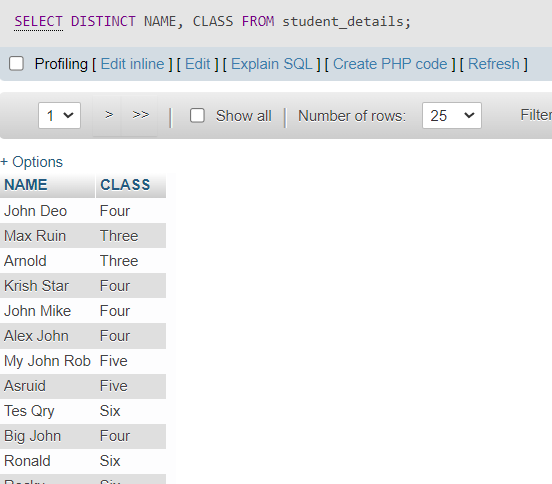 SELECT DISTINCT NAME, CLASS FROM student_details;
Profiling [ Edit inline ] [ Edit ] [ Explain SQL ] [ Create PHP code ] [ Refresh ]
1 > >> | Show all | Number of rows: 25 Filter
+ Options
NAME CLASS
John Deo Four
Max Ruin Three
Arnold Three
Krish Star Four
John Mike Four
Alex John Four
My John Rob Five
Asruid Five
Tes Qry Six
Big John Four
Ronald Six